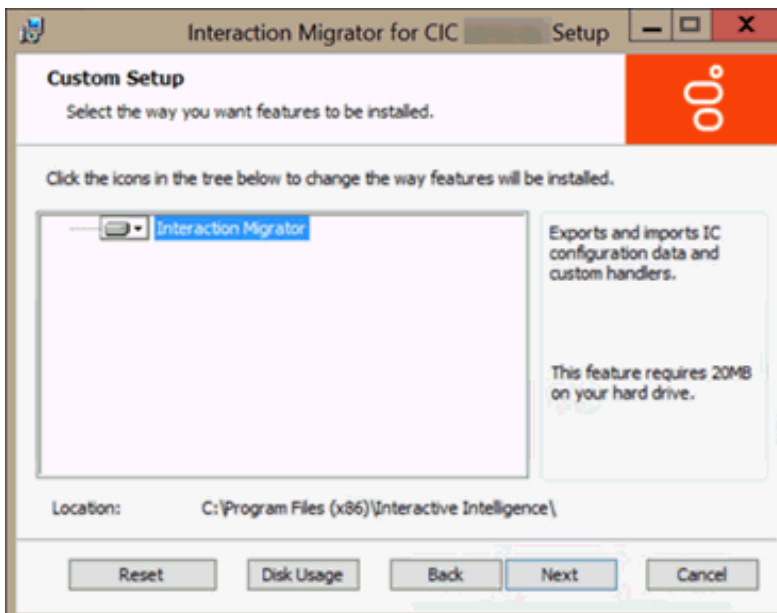 Interaction Migrator for CIC Setup
Custom Setup
Select the way you want features to be installed.
Click the icons in the tree below to change the way features will be installed.
Interaction Migrator
Exports and imports IC
configuration data and
custom handlers.
This feature requires 20MB
on your hard drive.
Location: C:\Program Files (x86)\Interactive Intelligence\
Reset Disk Usage Back Next Cancel